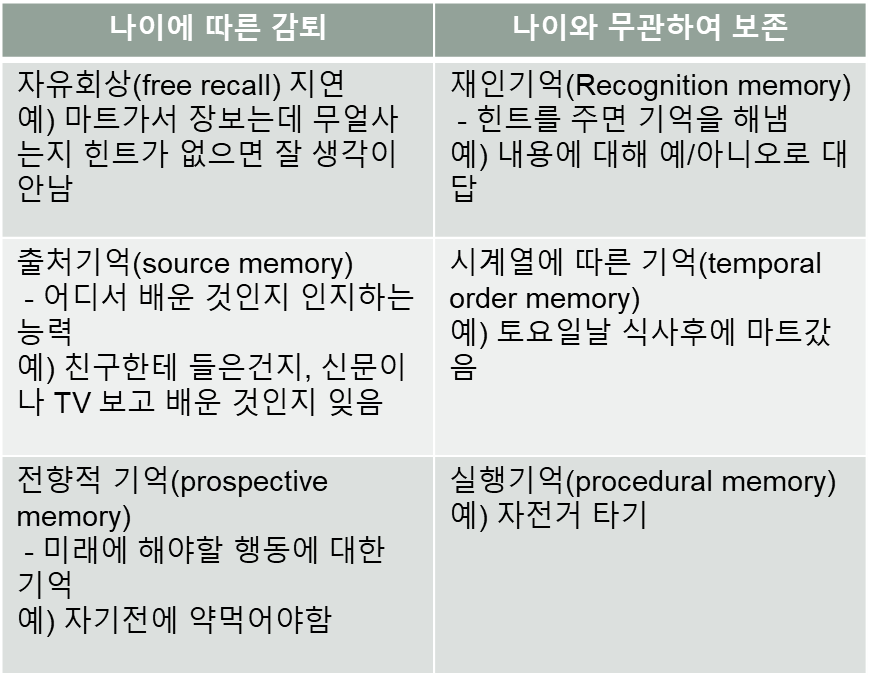 나이에 따른 감퇴
나이와 무관하여 보존
자유회상(free recall) 지연
예) 마트가서 장보는데 무얼사
는지 힌트가 없으면 잘 생각이
안남
재인기억(Recognition memory)
- 힌트를 주면 기억을 해냄
예) 내용에 대해 예/아니오로 대
답
출처기억(source memory)
- 어디서 배운 것인지 인지하는
능력
예) 친구한테 들은건지, 신문이
나 TV 보고 배운 것인지 잊음
시계열에 따른 기억(temporal
order memory)
예) 토요일날 식사후에 마트갔
음
전향적 기억(prospective
memory)
- 미래에 해야할 행동에 대한
기억
예) 자기전에 약먹어야함
실행기억(procedural memory)
예) 자전거 타기